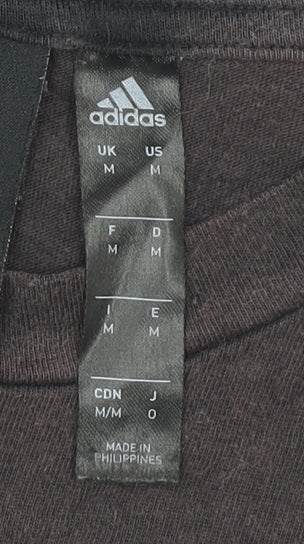 adidas
UK US
M M
F D
M M
I E
M M
CDN J
M/M O
MADE IN
PHILIPPINES